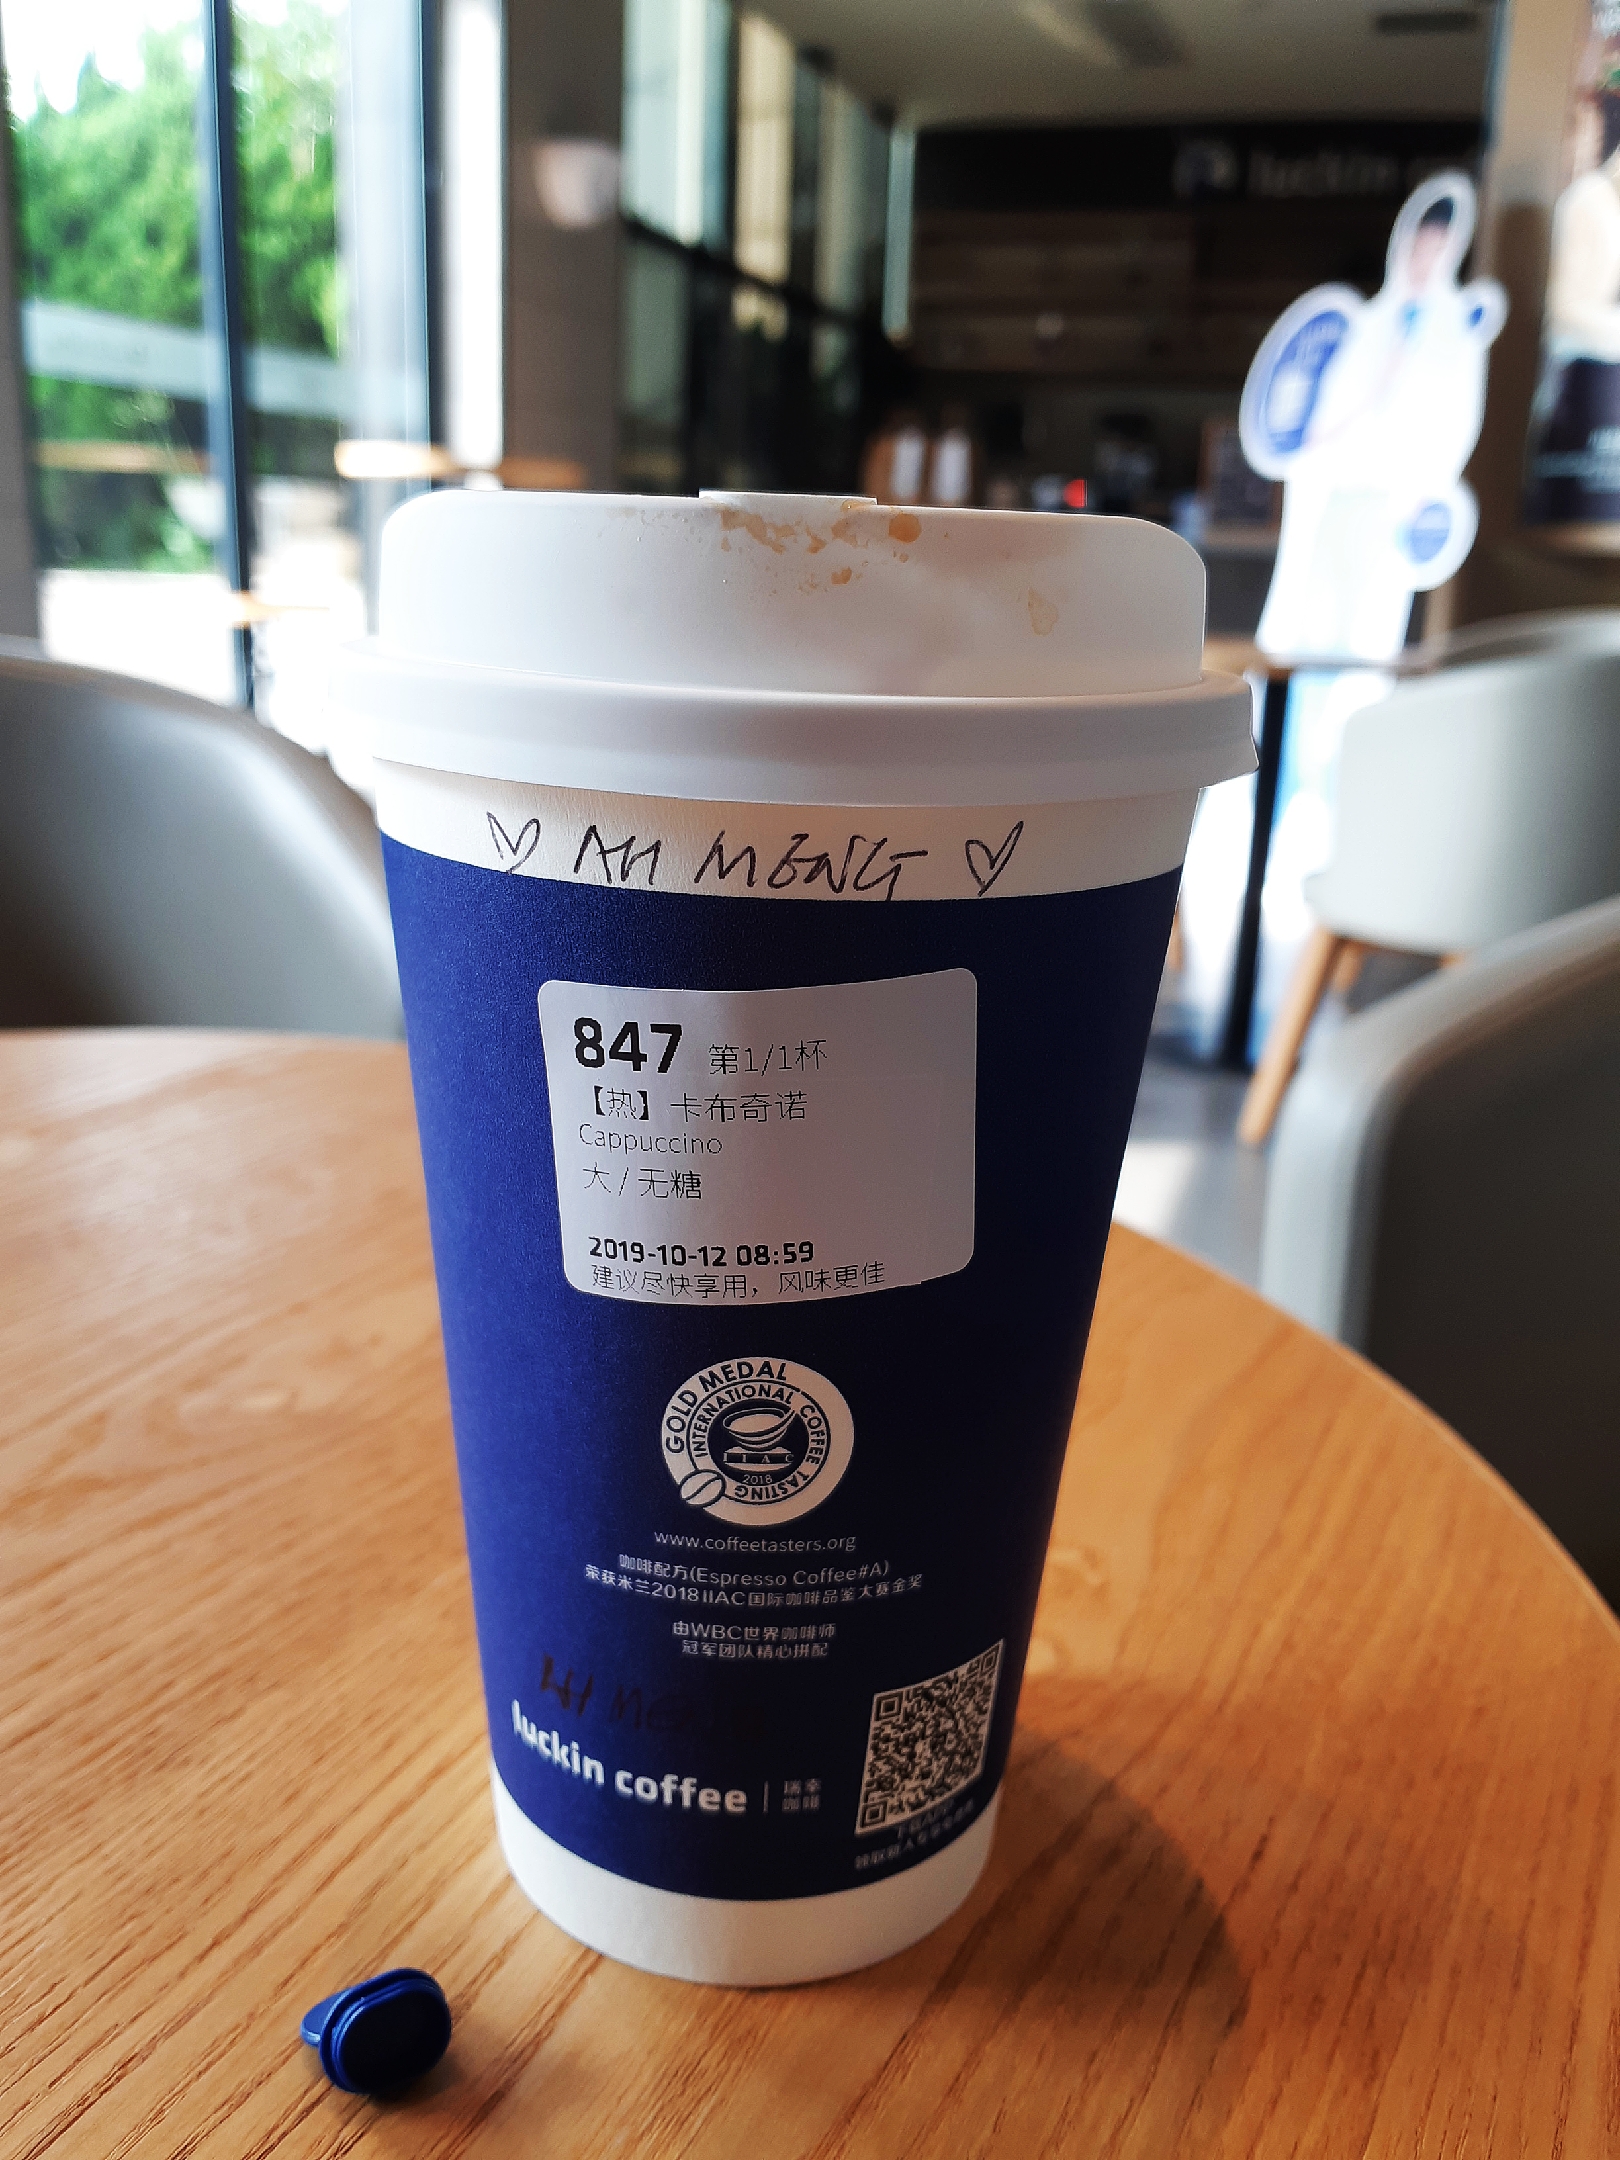 luckin
AH MENG
847 第1/1杯
【热】卡布奇诺
Cappuccino
大/无糖
2019-10-12 08:59
建议尽快享用，风味更佳
GOLD MEDAL
INTERNATIONAL COFFEE TASTING
IIAC
2018
www.coffeetasters.org
咖啡配方(Espresso Coffee#A)
荣获米兰2018IIAC国际咖啡品鉴大赛金奖
由WBC世界咖啡师
冠军团队精心拼配
AH ME
luckin coffee | 瑞幸
咖啡